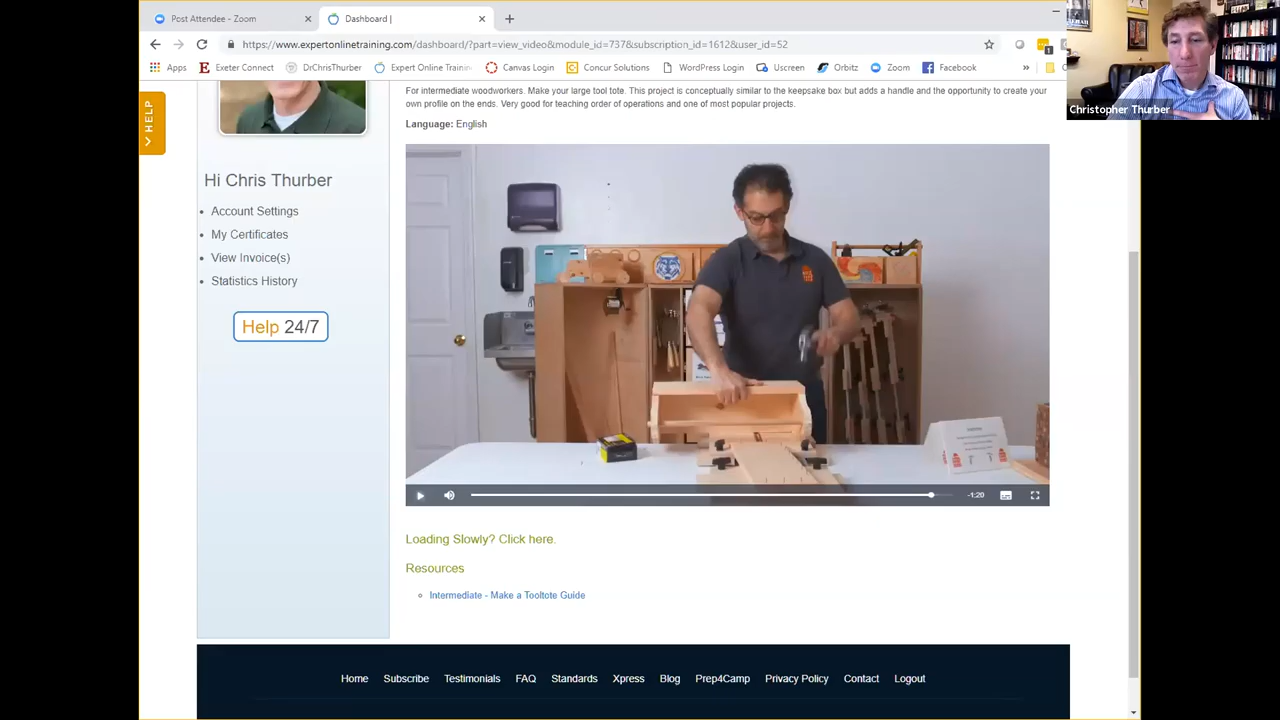 Post Attendee - Zoom
Dashboard |
https://www.expertonlinetraining.com/dashboard/?part=view_video&module_id=737&subscription_id=1612&user_id=52
Apps
Exeter Connect
DrChrisThurber
Expert Online Trainin
Canvas Login
Concur Solutions
WordPress Login
Uscreen
Orbitz
Zoom
Facebook
»
Christopher Thurber
HELP
For intermediate woodworkers. Make your large tool tote. This project is conceptually similar to the keepsake box but adds a handle and the opportunity to create your
own profile on the ends. Very good for teaching order of operations and one of most popular projects.
Language: English
Hi Chris Thurber
Account Settings
My Certificates
View Invoice(s)
Statistics History
Help 24/7
-1:20
Loading Slowly? Click here.
Resources
Intermediate - Make a Tooltote Guide
Home Subscribe Testimonials FAQ Standards Xpress Blog Prep4Camp Privacy Policy Contact Logout